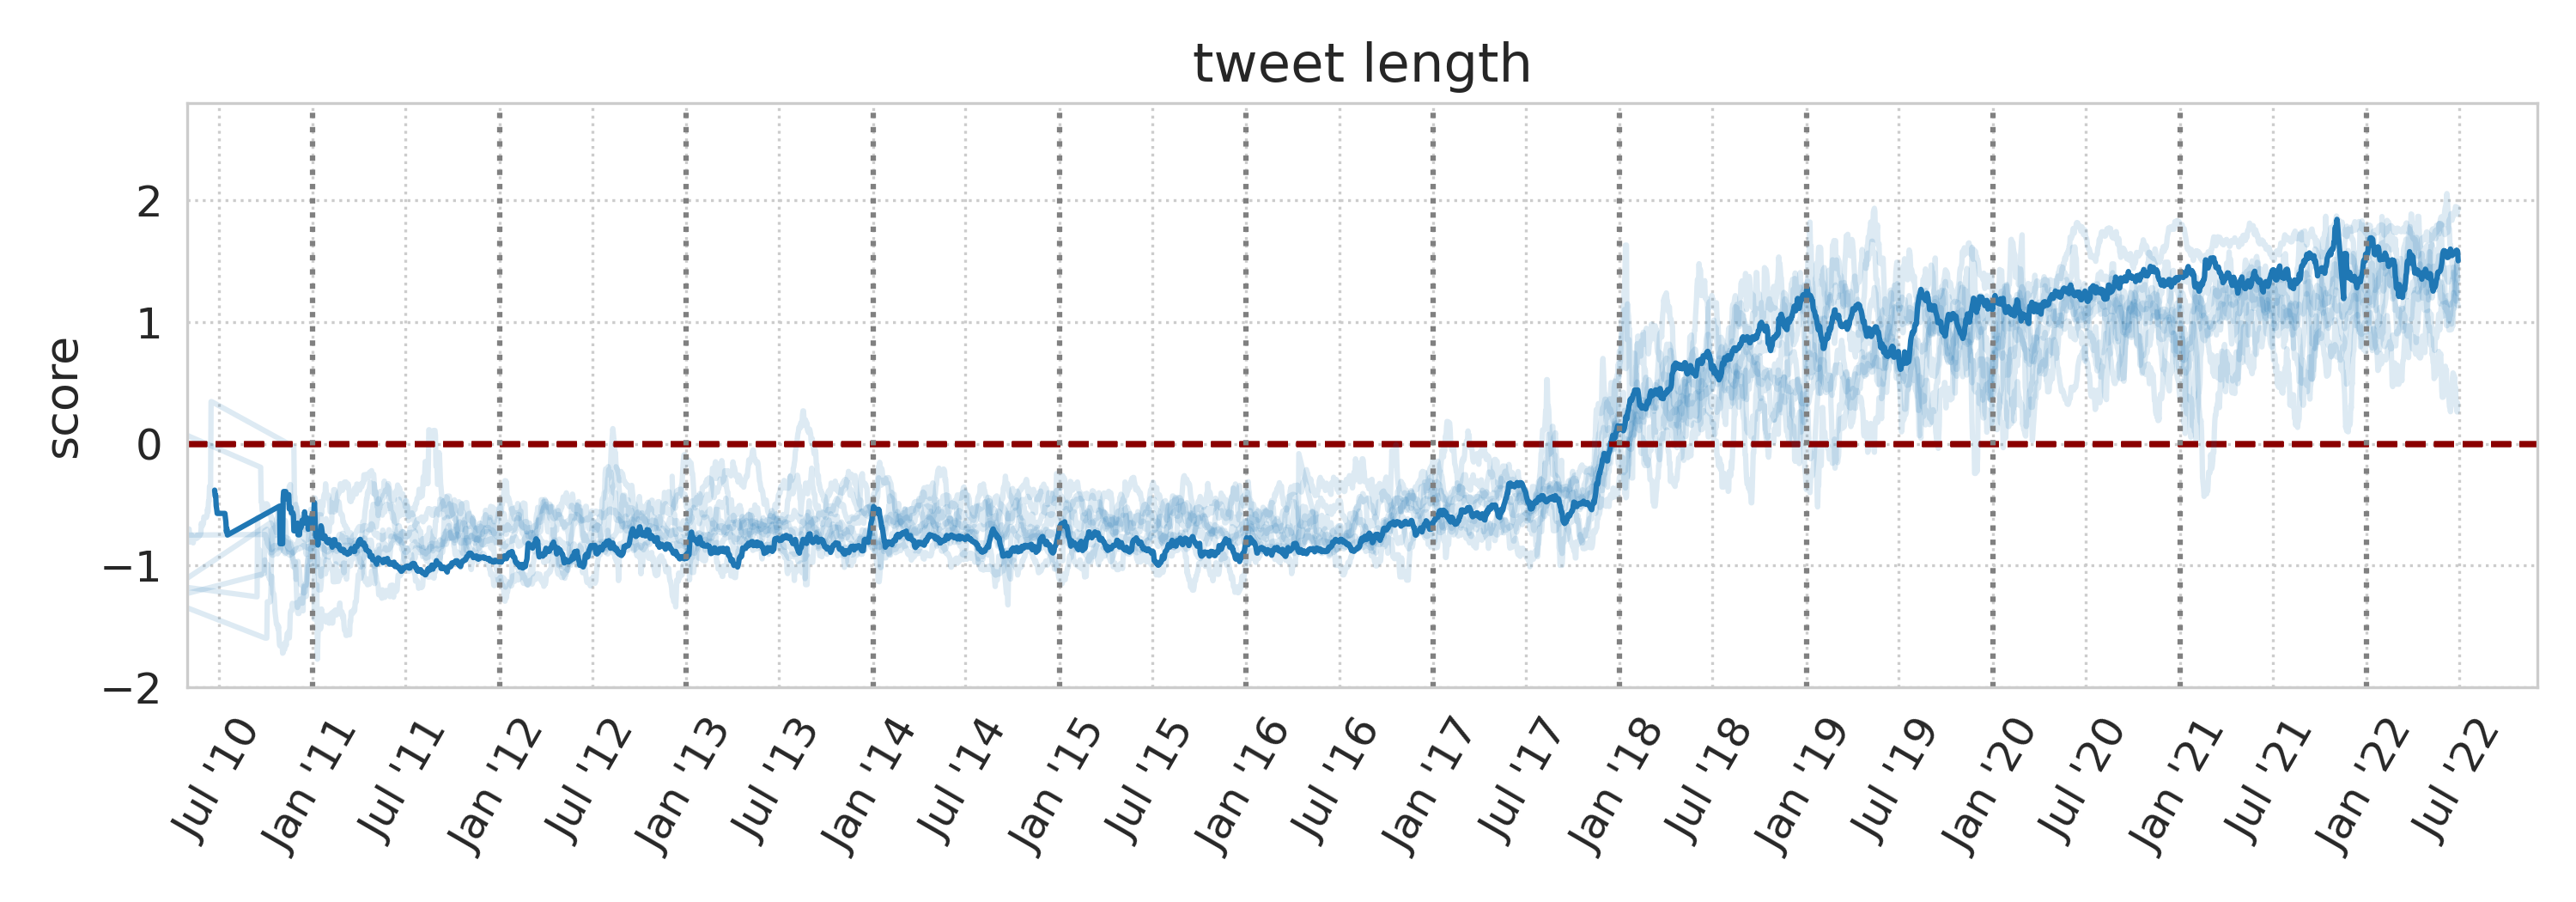 tweet length
score
2
1
0
−1
−2
Jul '10
Jan '11
Jul '11
Jan '12
Jul '12
Jan '13
Jul '13
Jan '14
Jul '14
Jan '15
Jul '15
Jan '16
Jul '16
Jan '17
Jul '17
Jan '18
Jul '18
Jan '19
Jul '19
Jan '20
Jul '20
Jan '21
Jul '21
Jan '22
Jul '22